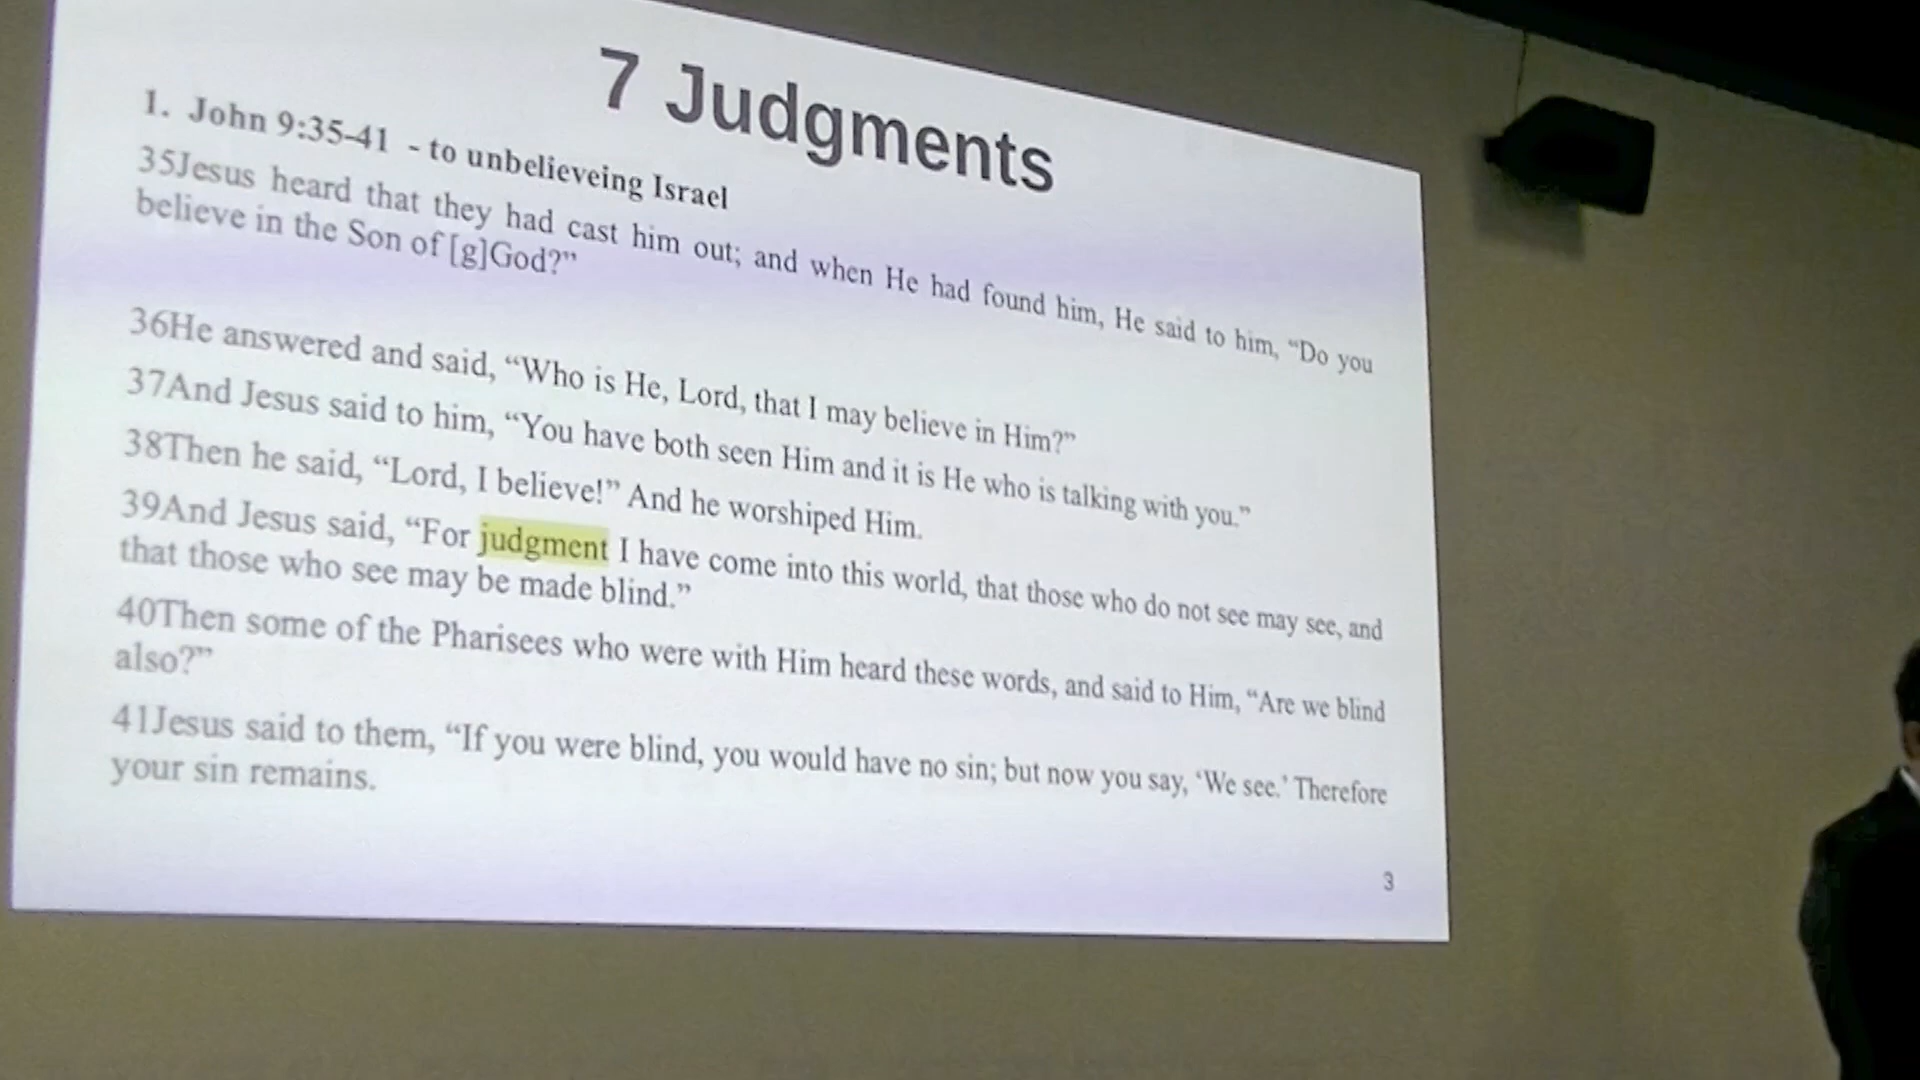 7 Judgments
1. John 9:35-41 - to unbelieveing Israel
35Jesus heard that they had cast him out; and when He had found him, He said to him, “Do you
believe in the Son of [g]God?”
36He answered and said, “Who is He, Lord, that I may believe in Him?”
37And Jesus said to him, “You have both seen Him and it is He who is talking with you.”
38Then he said, “Lord, I believe!” And he worshiped Him.
39And Jesus said, “For judgment I have come into this world, that those who do not see may see, and
that those who see may be made blind.”
40Then some of the Pharisees who were with Him heard these words, and said to Him, “Are we blind
also?”
41Jesus said to them, “If you were blind, you would have no sin; but now you say, ‘We see.’ Therefore
your sin remains.
3